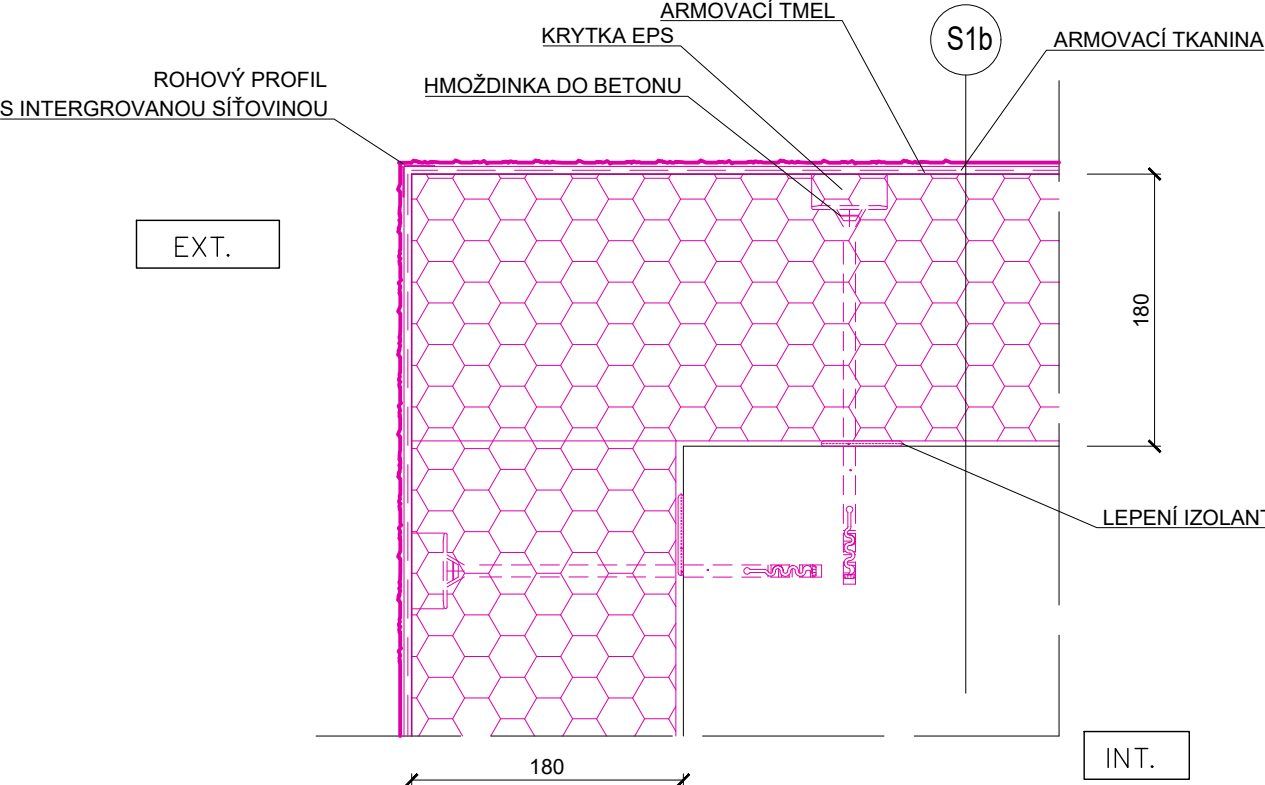 ARMOVACÍ TMEL
KRYTKA EPS
S1b
ARMOVACÍ TKANINA
ROHOVÝ PROFIL
S INTERGROVANOU SÍŤOVINOU
HMOŽDINKA DO BETONU
EXT.
180
LEPENÍ IZOLANT
INT.
180